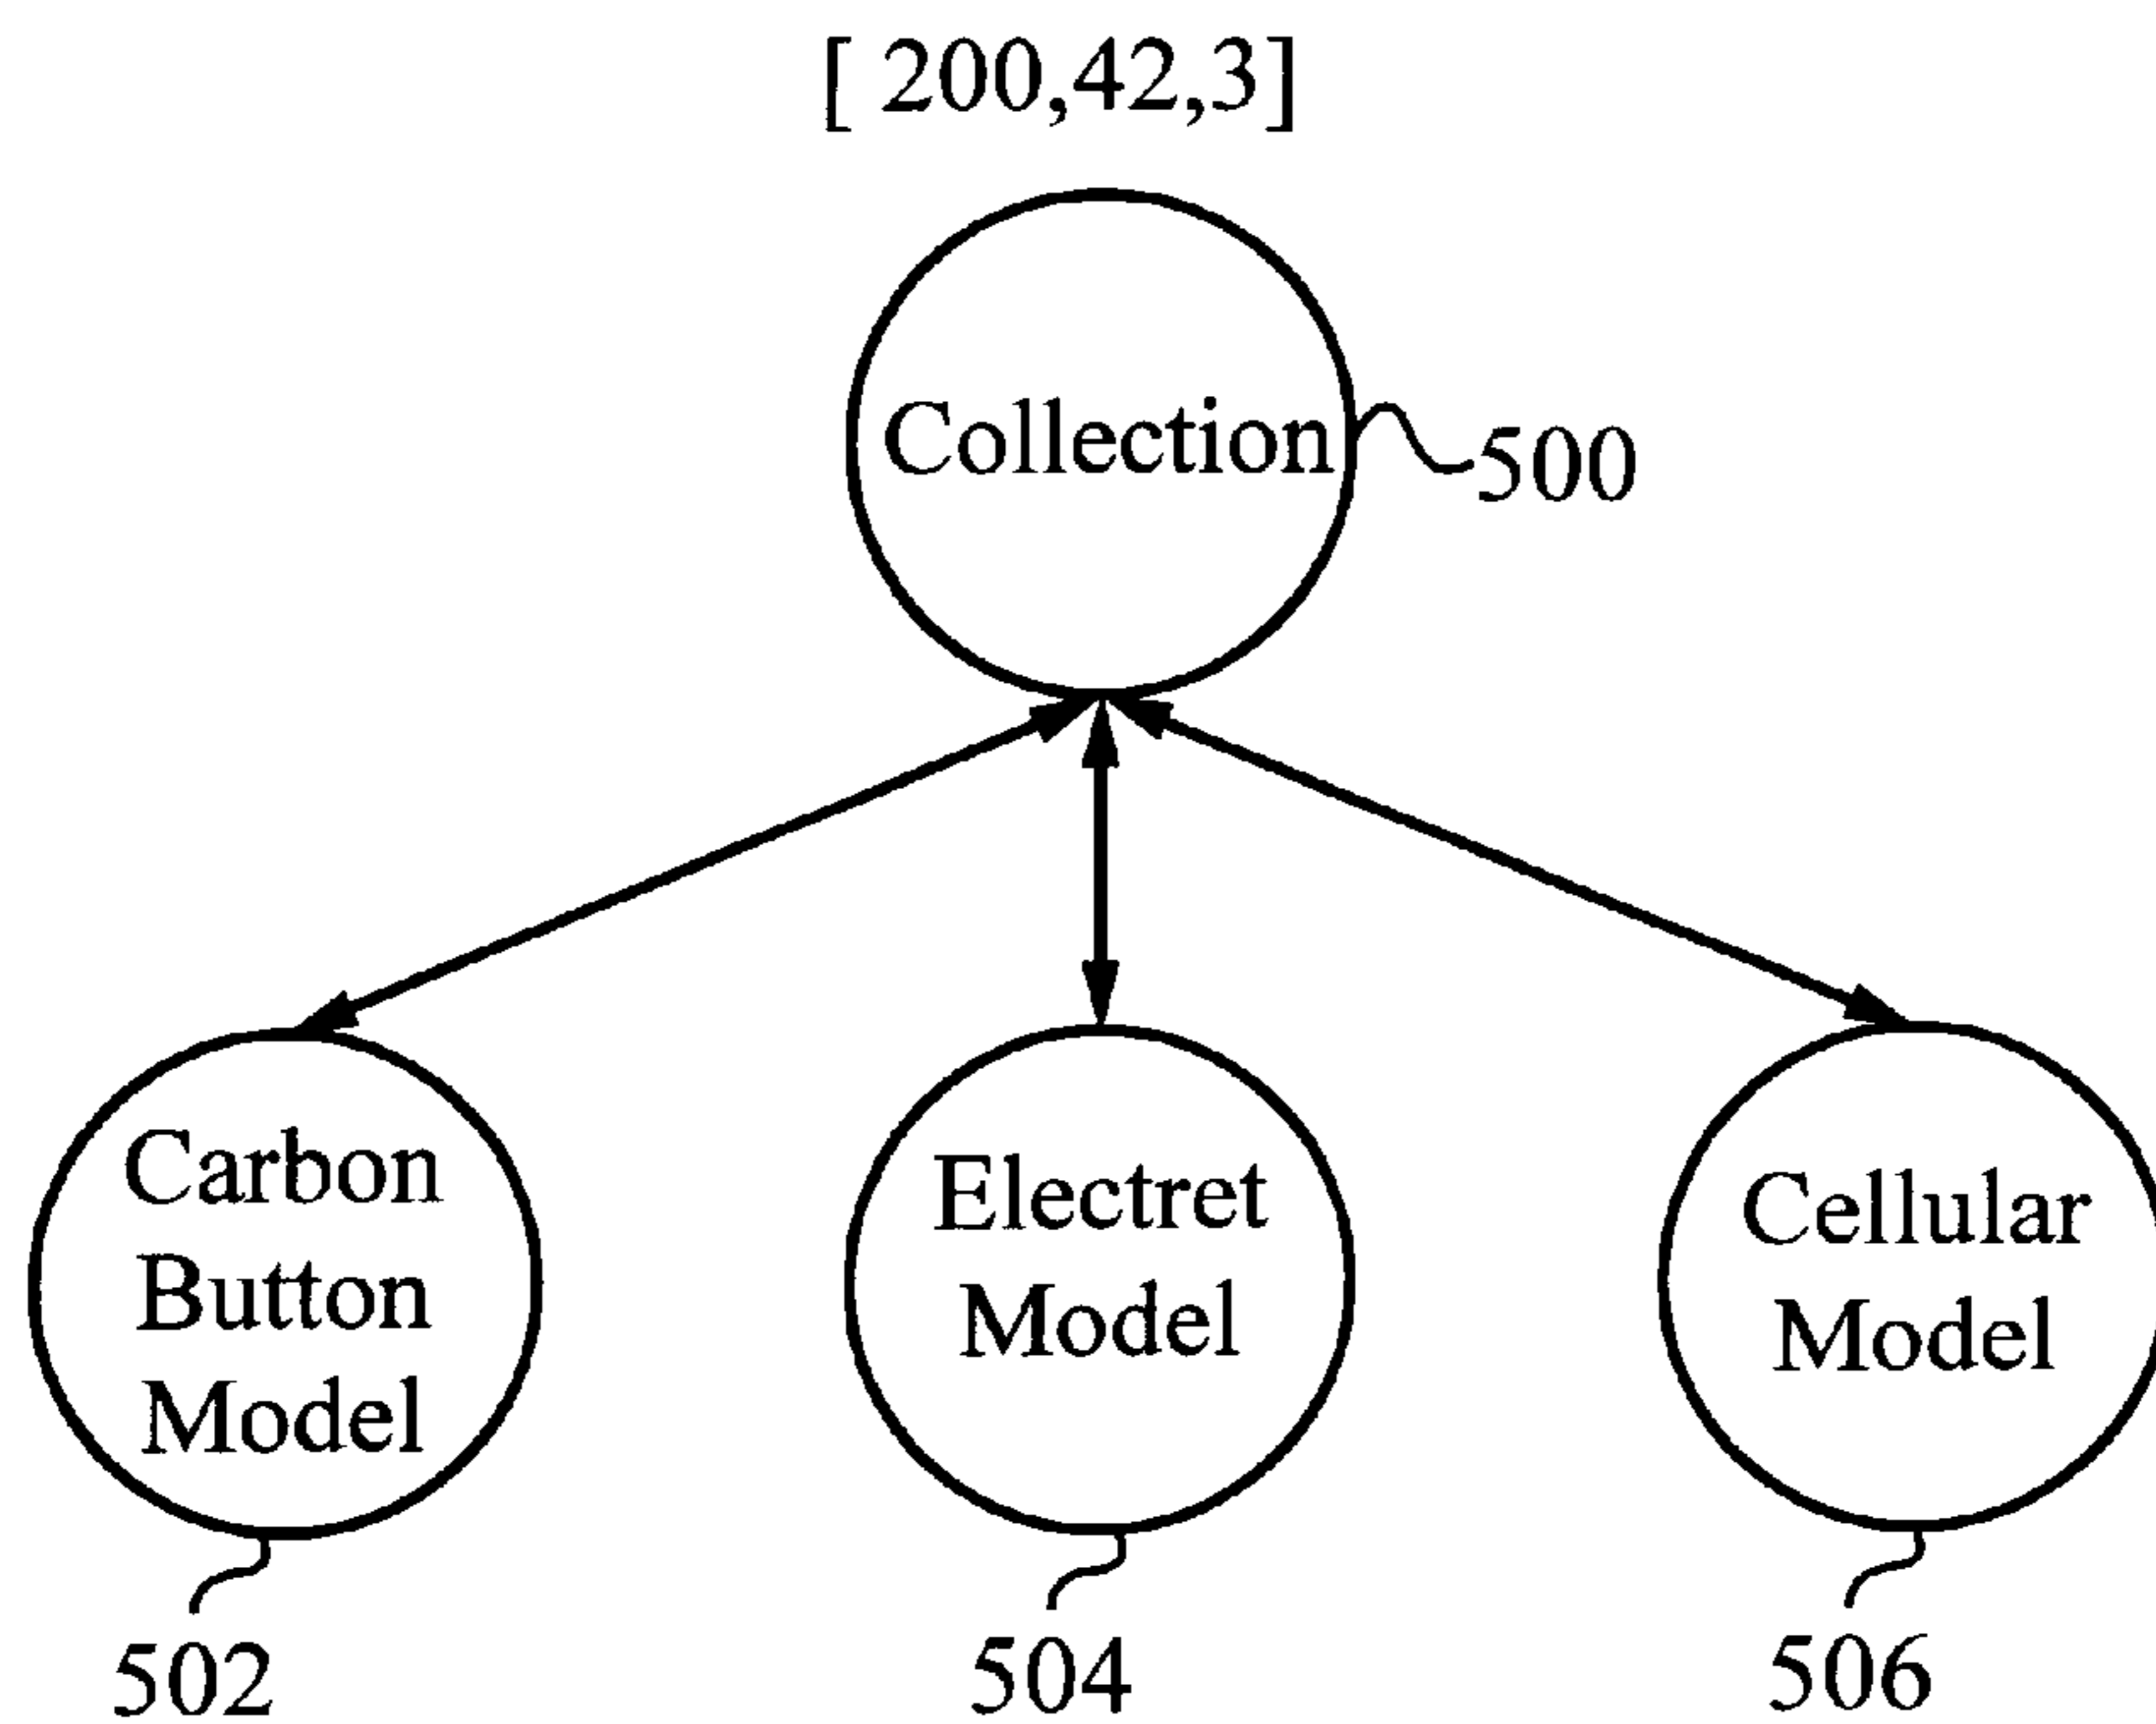 [ 200,42,3]
Collection
500
Carbon
Button
Model
Electret
Model
Cellular
Model
502
504
506